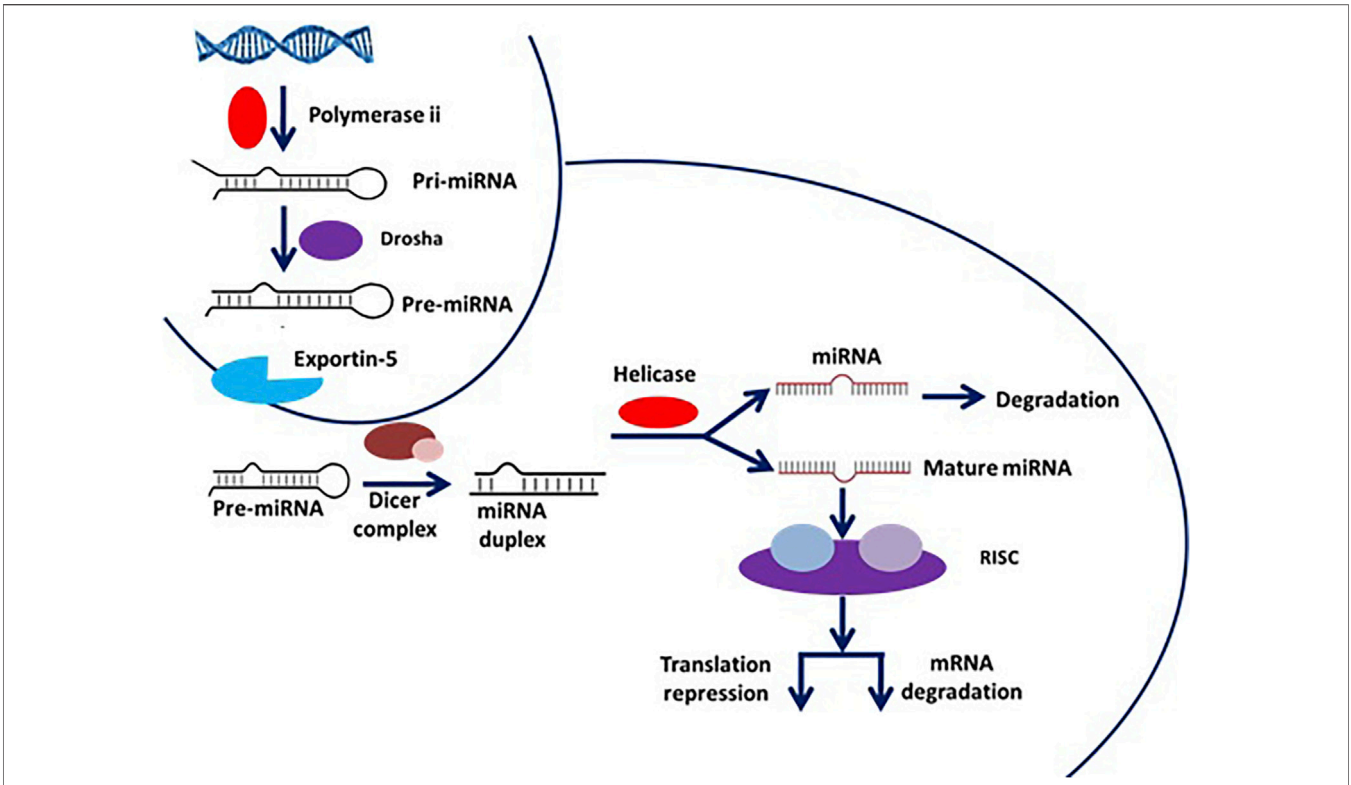 Polymerase ii
Pri-miRNA
Drosha
Pre-miRNA
Exportin-5
Pre-miRNA
Dicer
complex
miRNA
duplex
Helicase
miRNA
Degradation
Mature miRNA
RISC
Translation
repression
mRNA
degradation